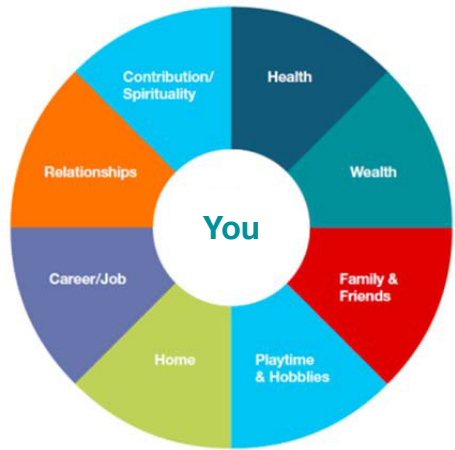 Contribution/
Spirituality
Health
Relationships
Wealth
You
Career/Job
Family &
Friends
Home
Playtime
& Hobblies